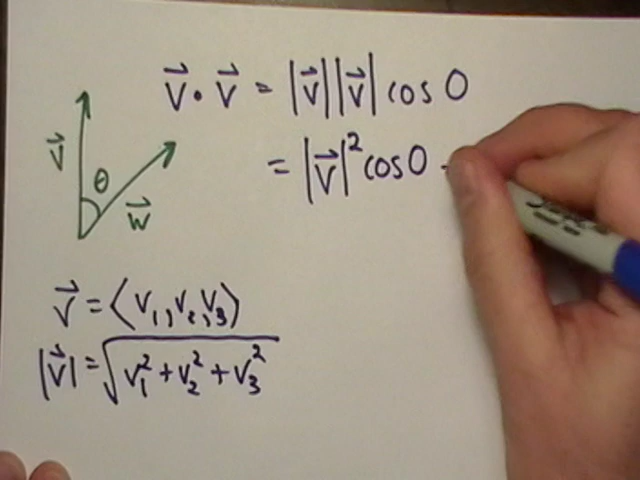 v⃗ · v⃗ = |v⃗||v⃗| cos 0
= |v⃗|² cos 0
v⃗
θ
w⃗
v⃗ = ⟨v₁, v₂, v₃⟩
|v⃗| = √(v₁² + v₂² + v₃²)